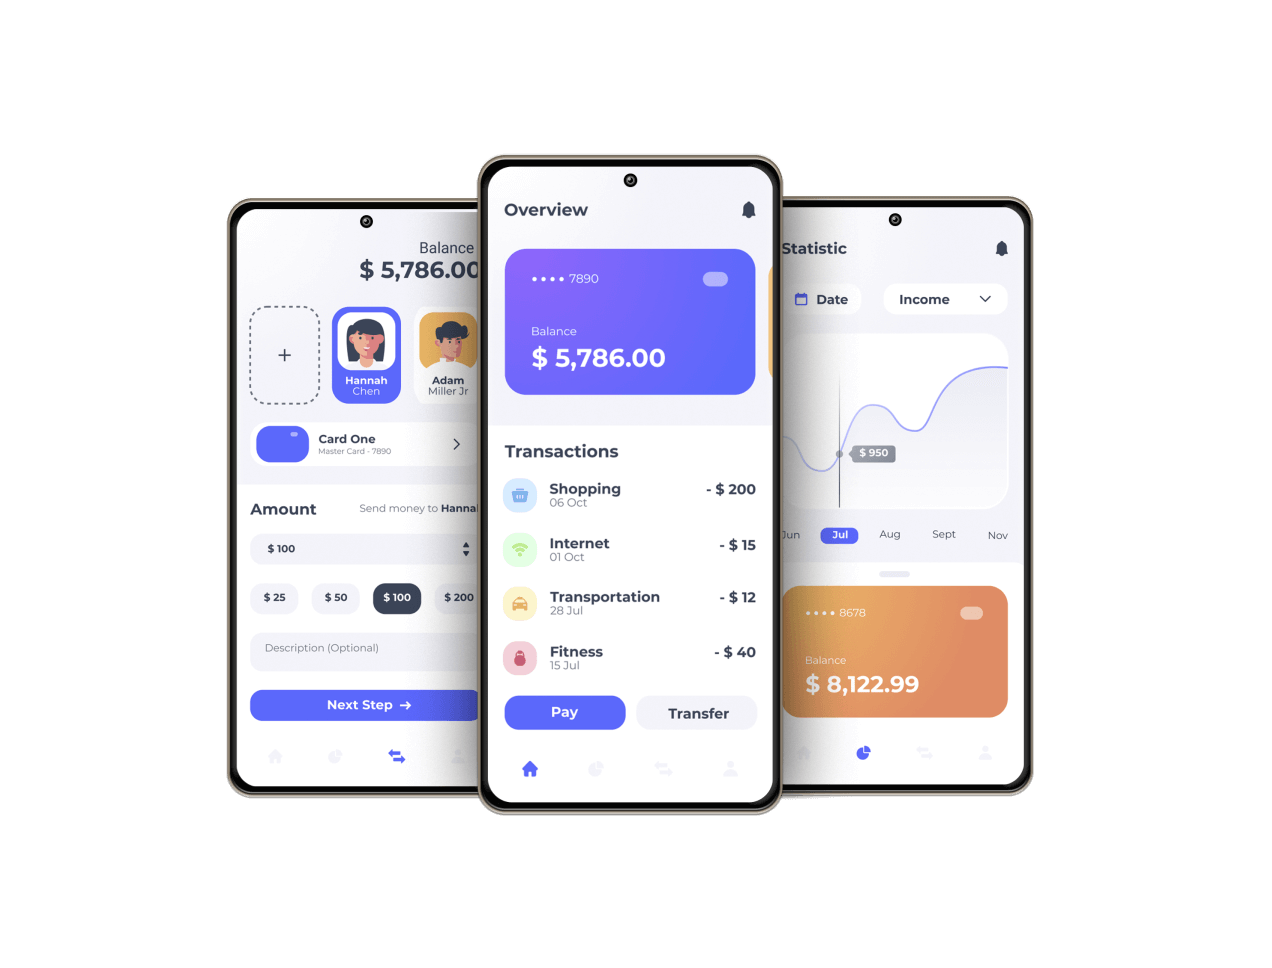 Balance
$ 5,786.00
+
Hannah
Chen
Adam
Miller Jr
Card One
Master Card - 7890
Amount
Send money to Hanna
$ 100
$ 25
$ 50
$ 100
$ 200
Description (Optional)
Next Step →
Overview
•••• 7890
Balance
$ 5,786.00
Transactions
Shopping
- $ 200
06 Oct
Internet
- $ 15
01 Oct
Transportation
- $ 12
28 Jul
Fitness
- $ 40
15 Jul
Pay
Transfer
Statistic
Date
Income
$ 950
Jun
Jul
Aug
Sept
Nov
•••• 8678
Balance
$ 8,122.99